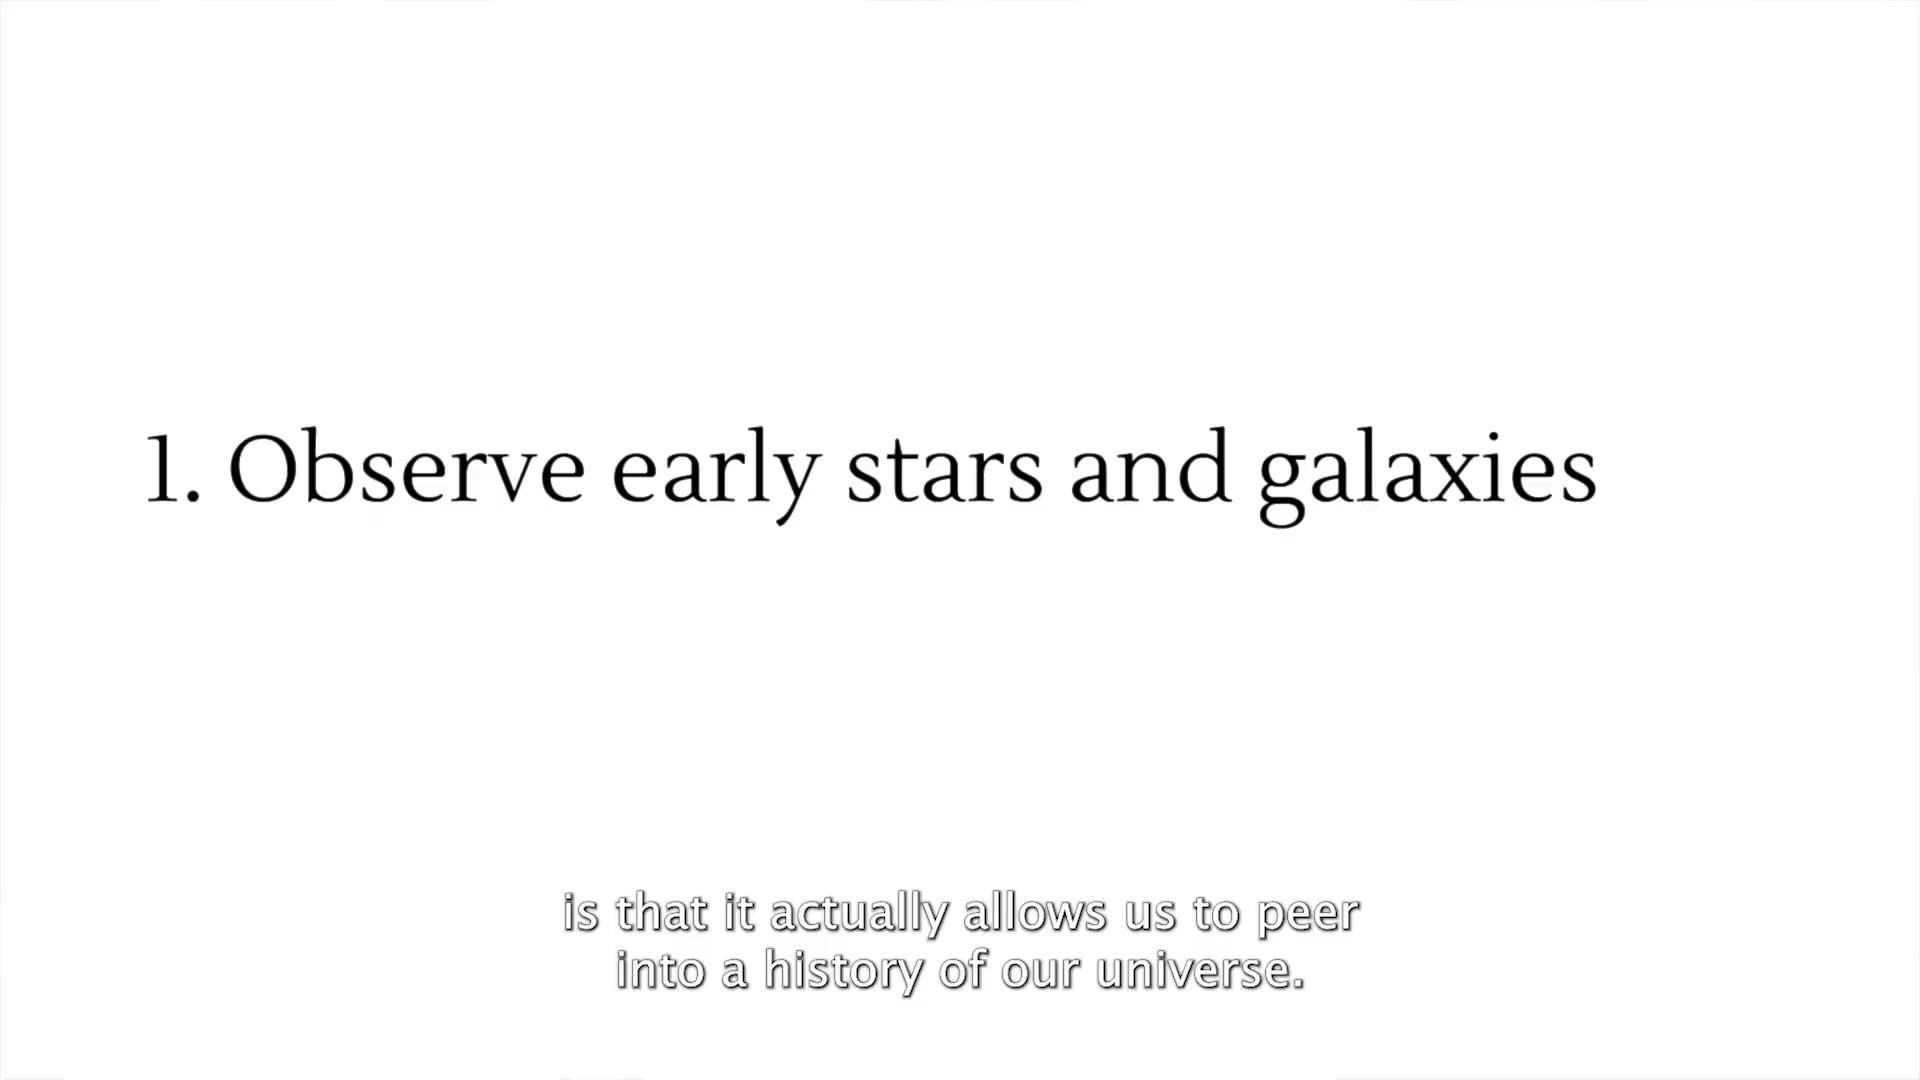 1. Observe early stars and galaxies
is that it actually allows us to peer
into a history of our universe.